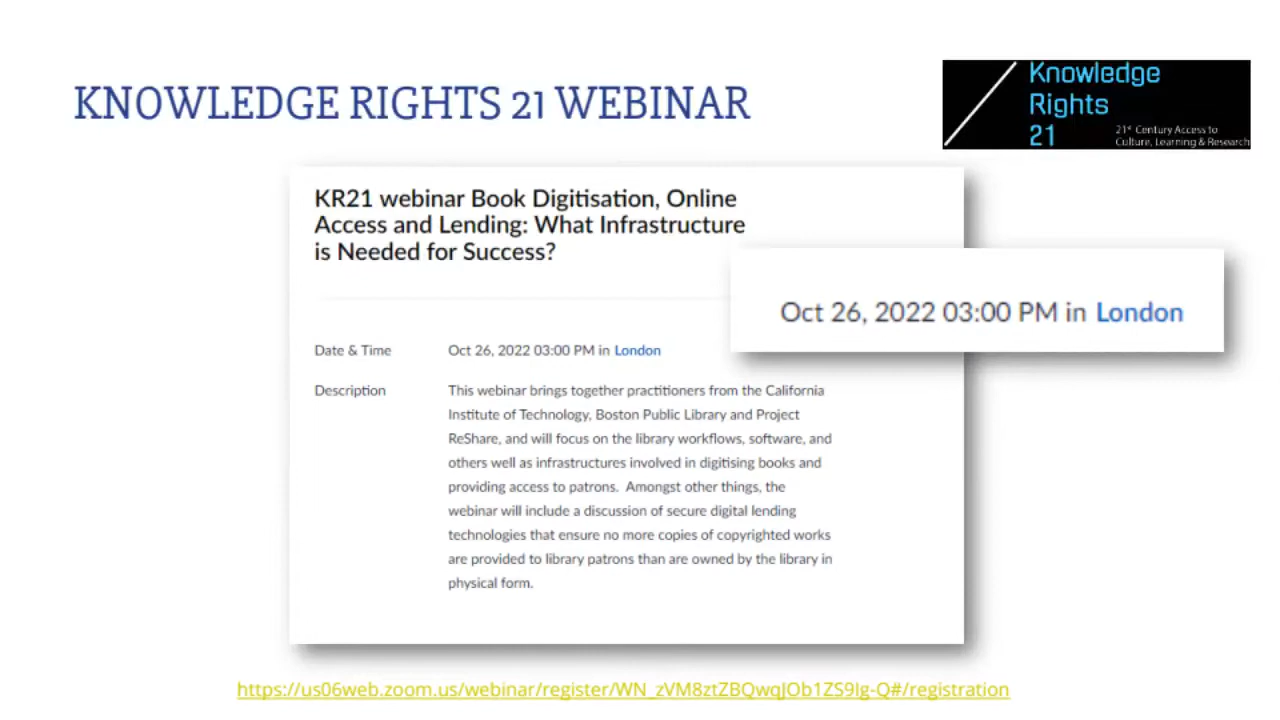 KNOWLEDGE RIGHTS 21 WEBINAR
Knowledge
Rights
21
21st Century Access to
Culture, Learning & Research
KR21 webinar Book Digitisation, Online
Access and Lending: What Infrastructure
is Needed for Success?
Oct 26, 2022 03:00 PM in London
Date & Time Oct 26, 2022 03:00 PM in London
Description This webinar brings together practitioners from the California
Institute of Technology, Boston Public Library and Project
ReShare, and will focus on the library workflows, software, and
others well as infrastructures involved in digitising books and
providing access to patrons. Amongst other things, the
webinar will include a discussion of secure digital lending
technologies that ensure no more copies of copyrighted works
are provided to library patrons than are owned by the library in
physical form.
https://us06web.zoom.us/webinar/register/WN_zVM8ztZBQwqJOb1ZS9Ig-Q#/registration